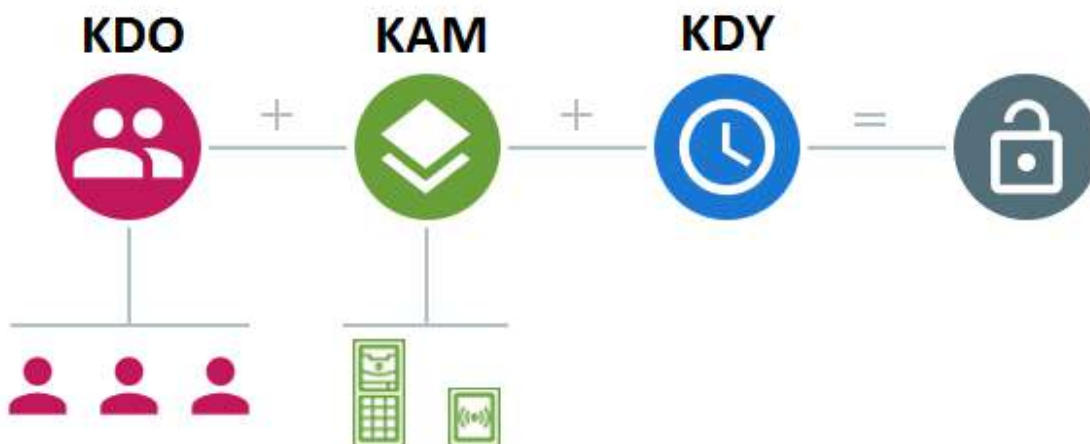 KDO KAM KDY
+ + =